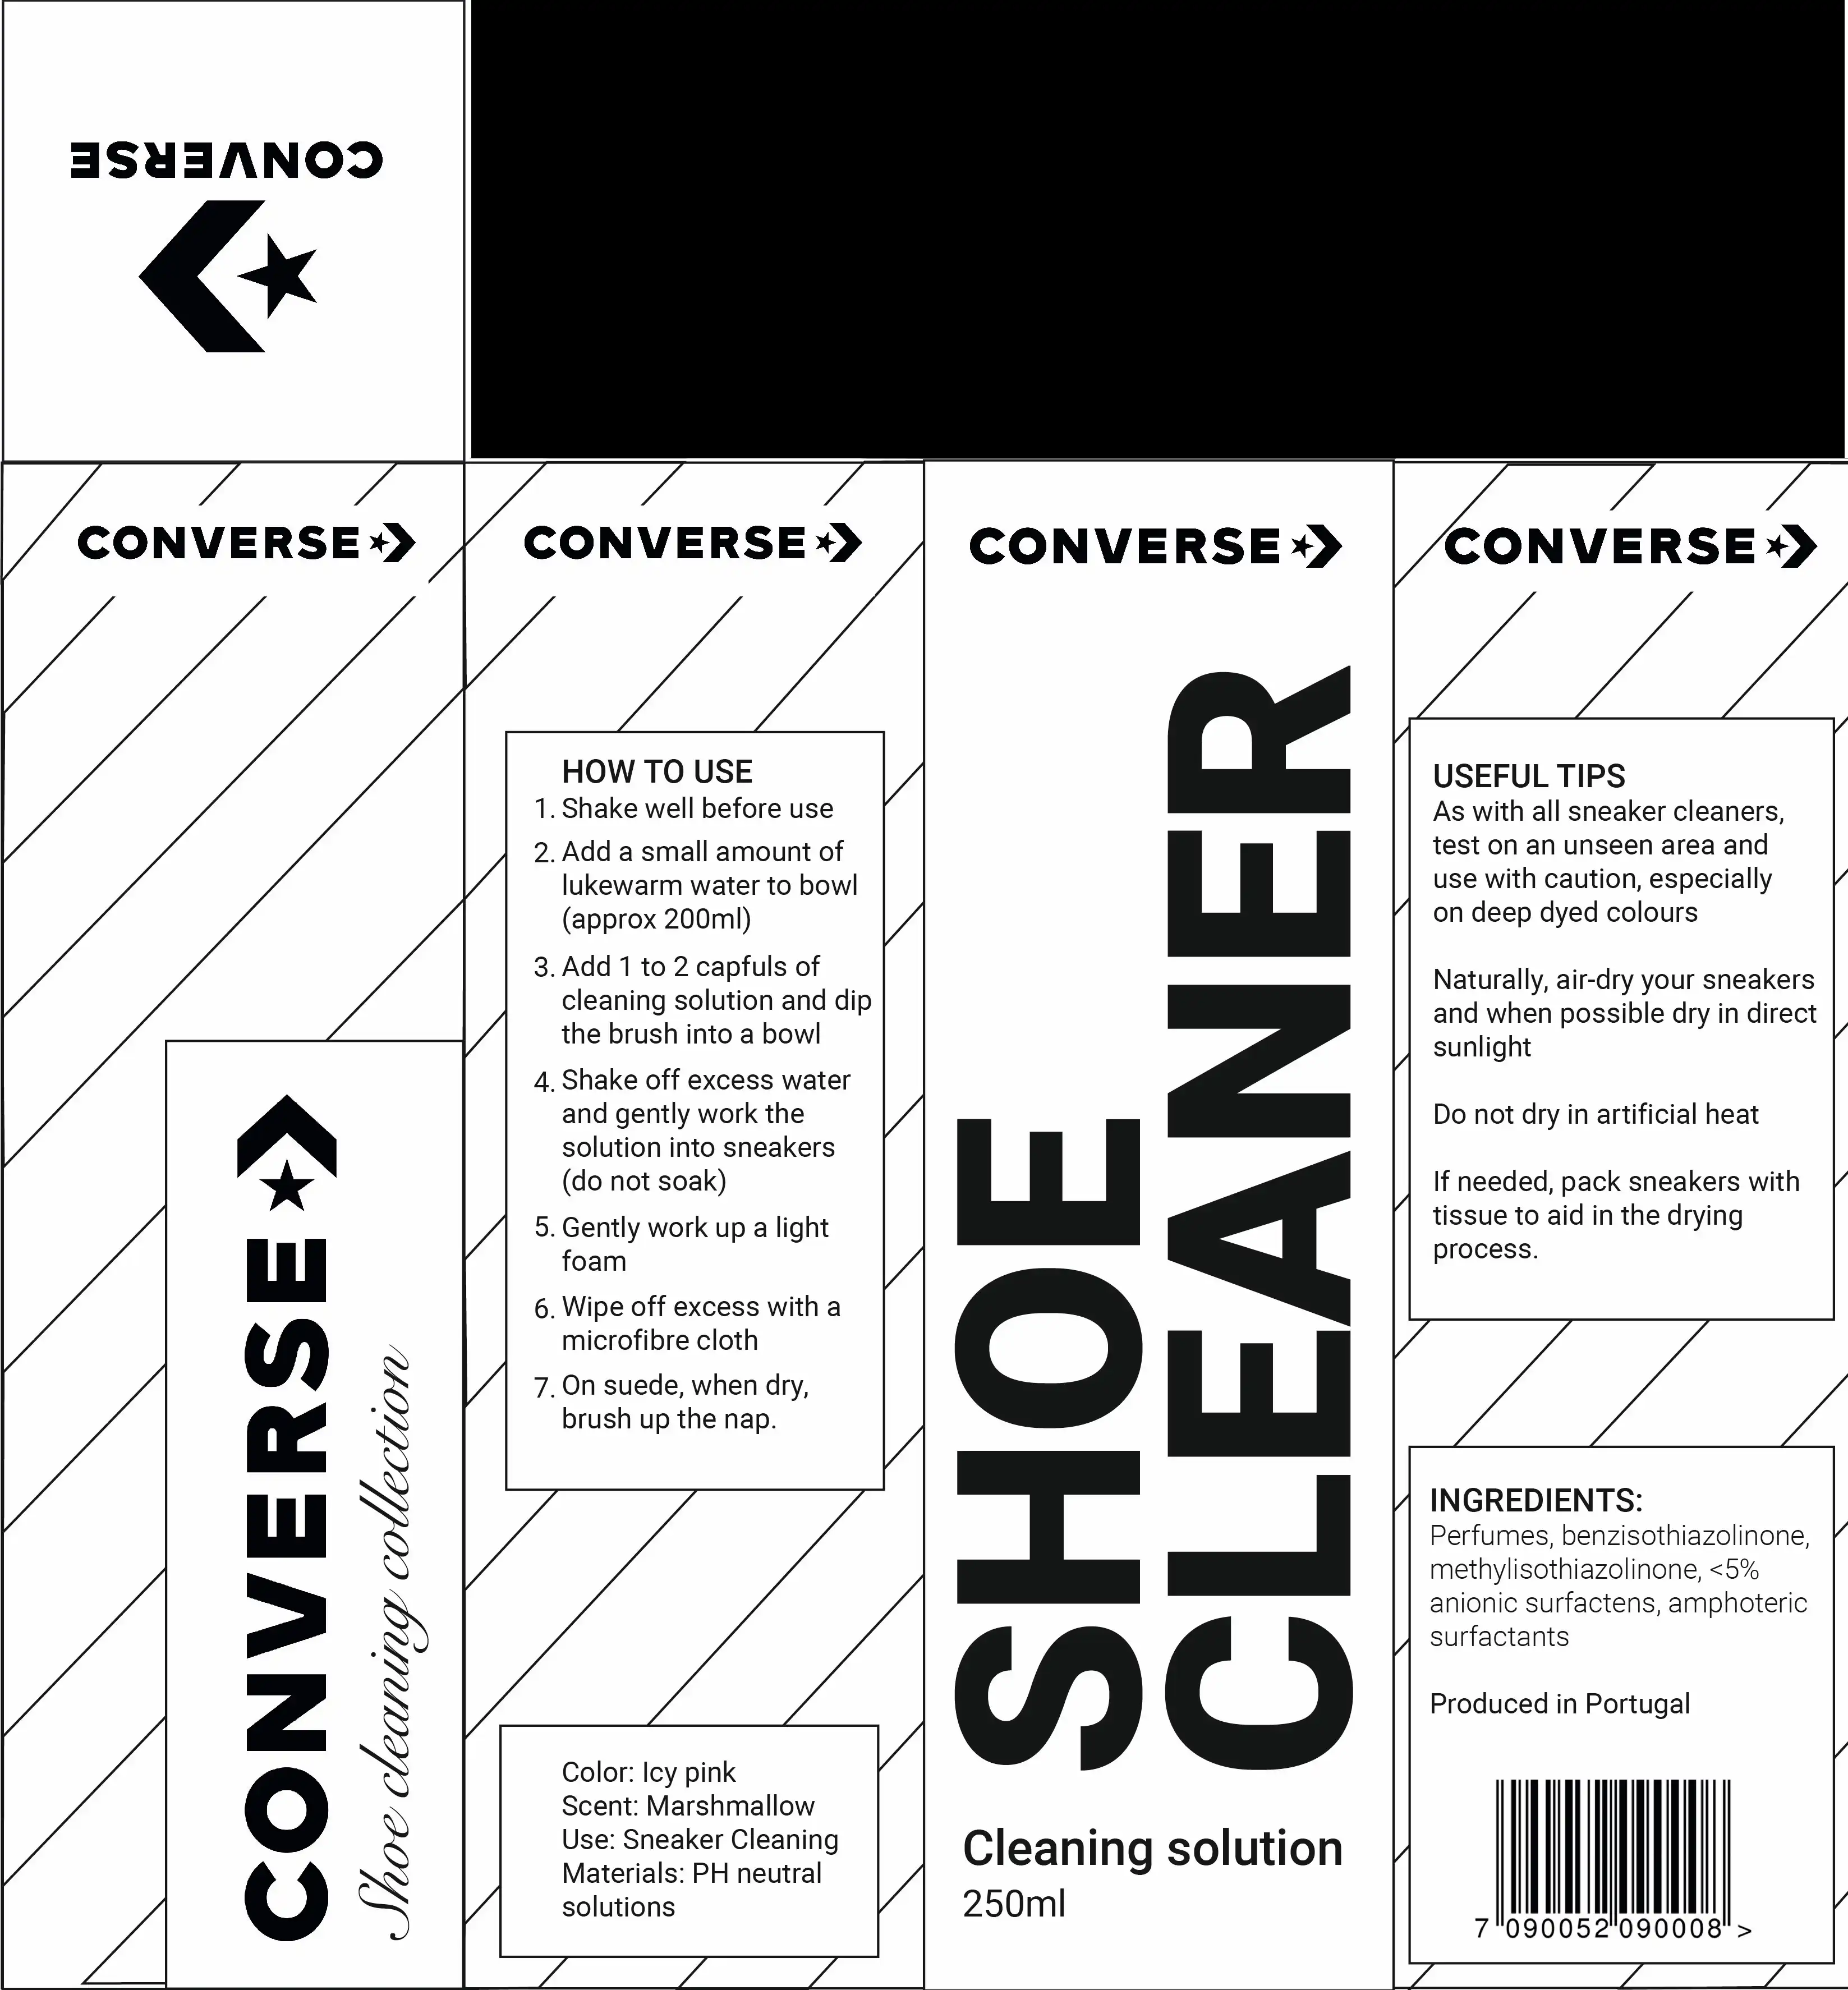 CONVERSE
CONVERSE
CONVERSE
Shoe cleaning collection
CONVERSE
HOW TO USE
1. Shake well before use
2. Add a small amount of
lukewarm water to bowl
(approx 200ml)
3. Add 1 to 2 capfuls of
cleaning solution and dip
the brush into a bowl
4. Shake off excess water
and gently work the
solution into sneakers
(do not soak)
5. Gently work up a light
foam
6. Wipe off excess with a
microfibre cloth
7. On suede, when dry,
brush up the nap.
Color: Icy pink
Scent: Marshmallow
Use: Sneaker Cleaning
Materials: PH neutral
solutions
CONVERSE
SHOE
CLEANER
Cleaning solution
250ml
CONVERSE
USEFUL TIPS
As with all sneaker cleaners,
test on an unseen area and
use with caution, especially
on deep dyed colours
Naturally, air-dry your sneakers
and when possible dry in direct
sunlight
Do not dry in artificial heat
If needed, pack sneakers with
tissue to aid in the drying
process.
INGREDIENTS:
Perfumes, benzisothiazolinone,
methylisothiazolinone, <5%
anionic surfactens, amphoteric
surfactants
Produced in Portugal
7 090052 090008 >